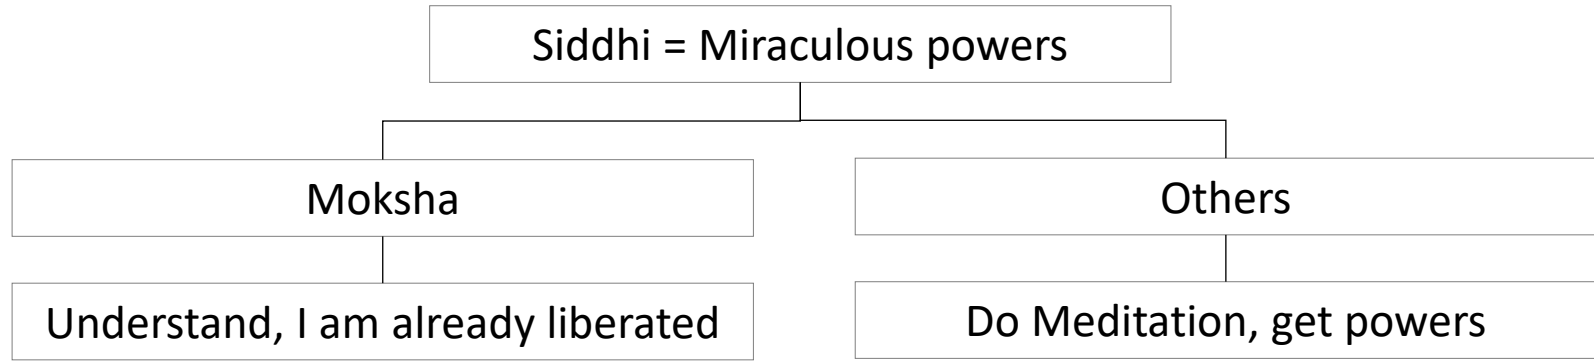 Siddhi = Miraculous powers
Moksha
Others
Understand, I am already liberated
Do Meditation, get powers